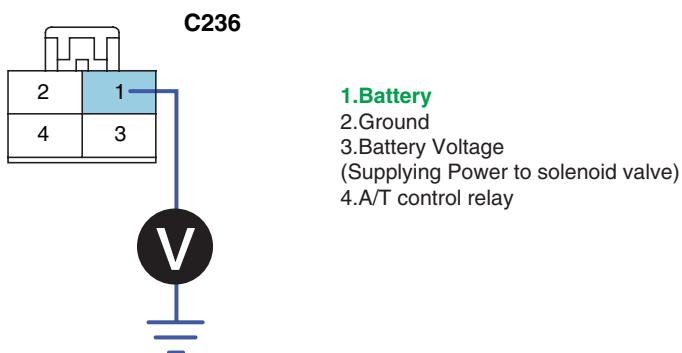 C236
2 1
4 3
V
1.Battery
2.Ground
3.Battery Voltage
(Supplying Power to solenoid valve)
4.A/T control relay